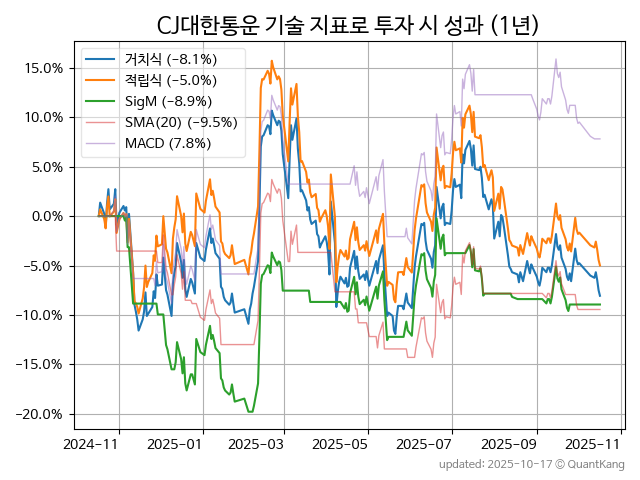 CJ대한통운 기술 지표로 투자 시 성과 (1년)
거치식 (−8.1%)
적립식 (−5.0%)
SigM (−8.9%)
SMA(20) (−9.5%)
MACD (7.8%)
15.0%
10.0%
5.0%
0.0%
−5.0%
−10.0%
−15.0%
−20.0%
2024-11 2025-01 2025-03 2025-05 2025-07 2025-09 2025-11
updated: 2025-10-17 © QuantKang